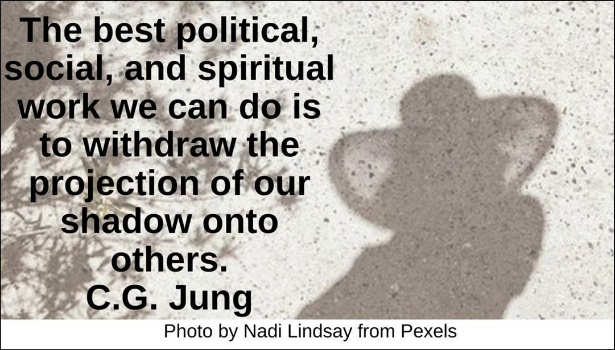 The best political,
social, and spiritual
work we can do is
to withdraw the
projection of our
shadow onto
others.
C.G. Jung
Photo by Nadi Lindsay from Pexels